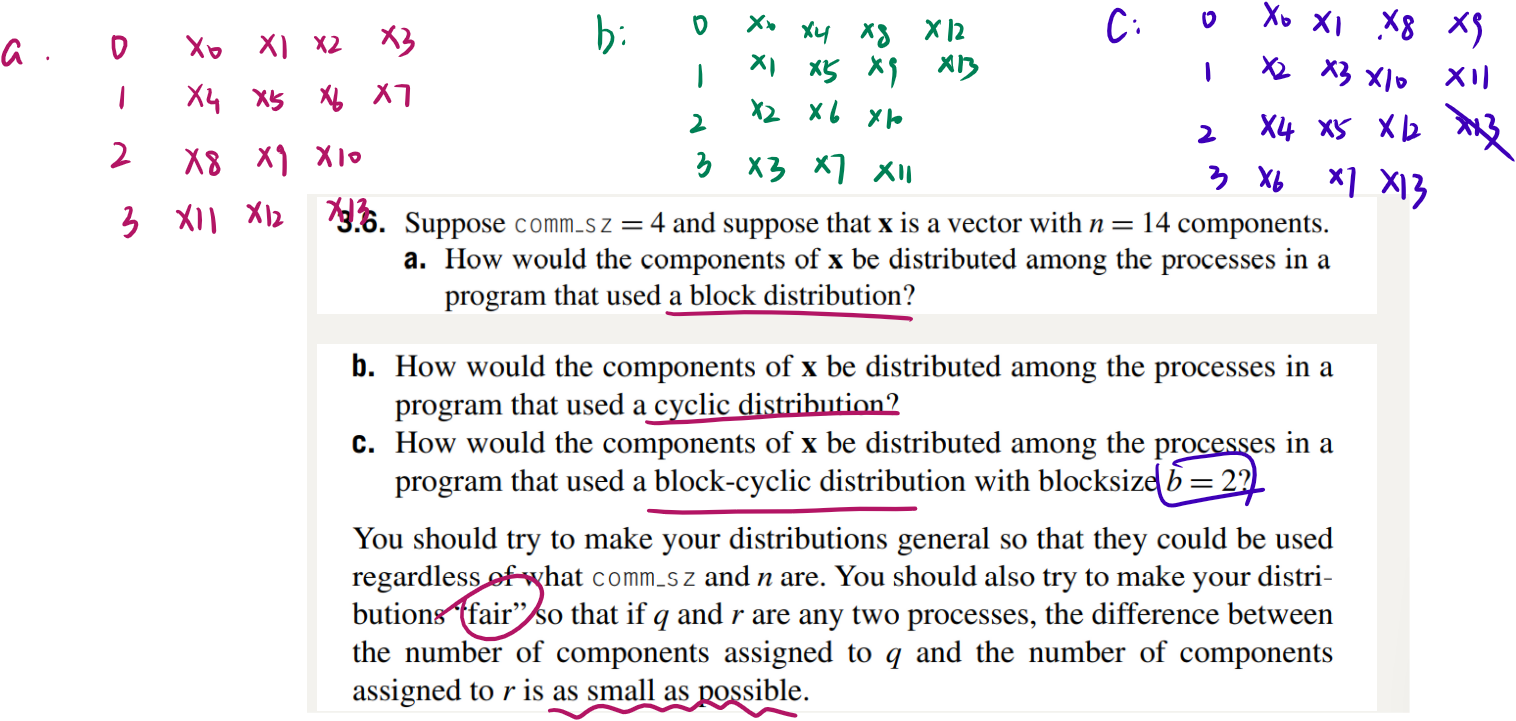 a. 0 x0 x1 x2 x3
1 x4 x5 x6 x7
2 x8 x9 x10
3 x11 x12 x13
b: 0 x0 x4 x8 x12
1 x1 x5 x9 x13
2 x2 x6 x10
3 x3 x7 x11
C: 0 x0 x1 x8 x9
1 x2 x3 x10 x11
2 x4 x5 x12 x13
3 x6 x7 x13
3.6. Suppose comm_sz = 4 and suppose that x is a vector with n = 14 components.
a. How would the components of x be distributed among the processes in a
program that used a block distribution?
b. How would the components of x be distributed among the processes in a
program that used a cyclic distribution?
c. How would the components of x be distributed among the processes in a
program that used a block-cyclic distribution with blocksize b = 2?
You should try to make your distributions general so that they could be used
regardless of what comm_sz and n are. You should also try to make your distri-
butions “fair” so that if q and r are any two processes, the difference between
the number of components assigned to q and the number of components
assigned to r is as small as possible.